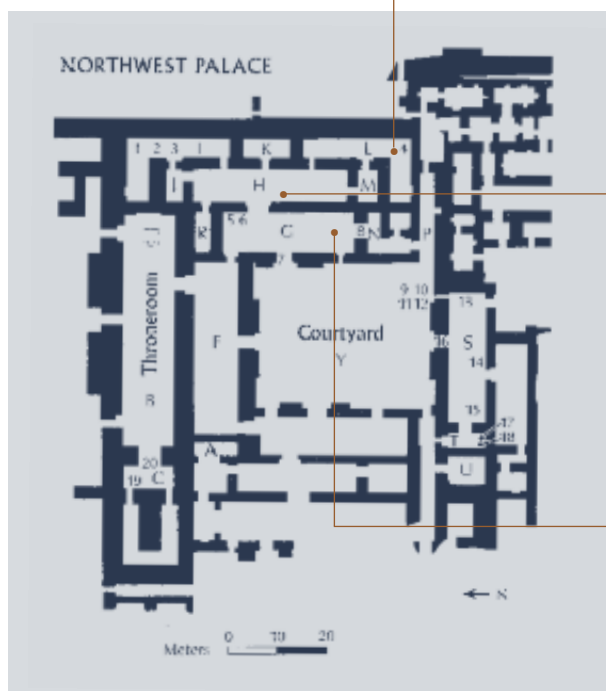 NORTHWEST PALACE
1 2 3 I K L 4
J H M
5 6
R G 8 N P
7
9 10
11 12
13
Throneroom
F
Courtyard
Y
16
S
14
B
15
17
18
A
T
20
19 C
U
N
Meters 0 10 20